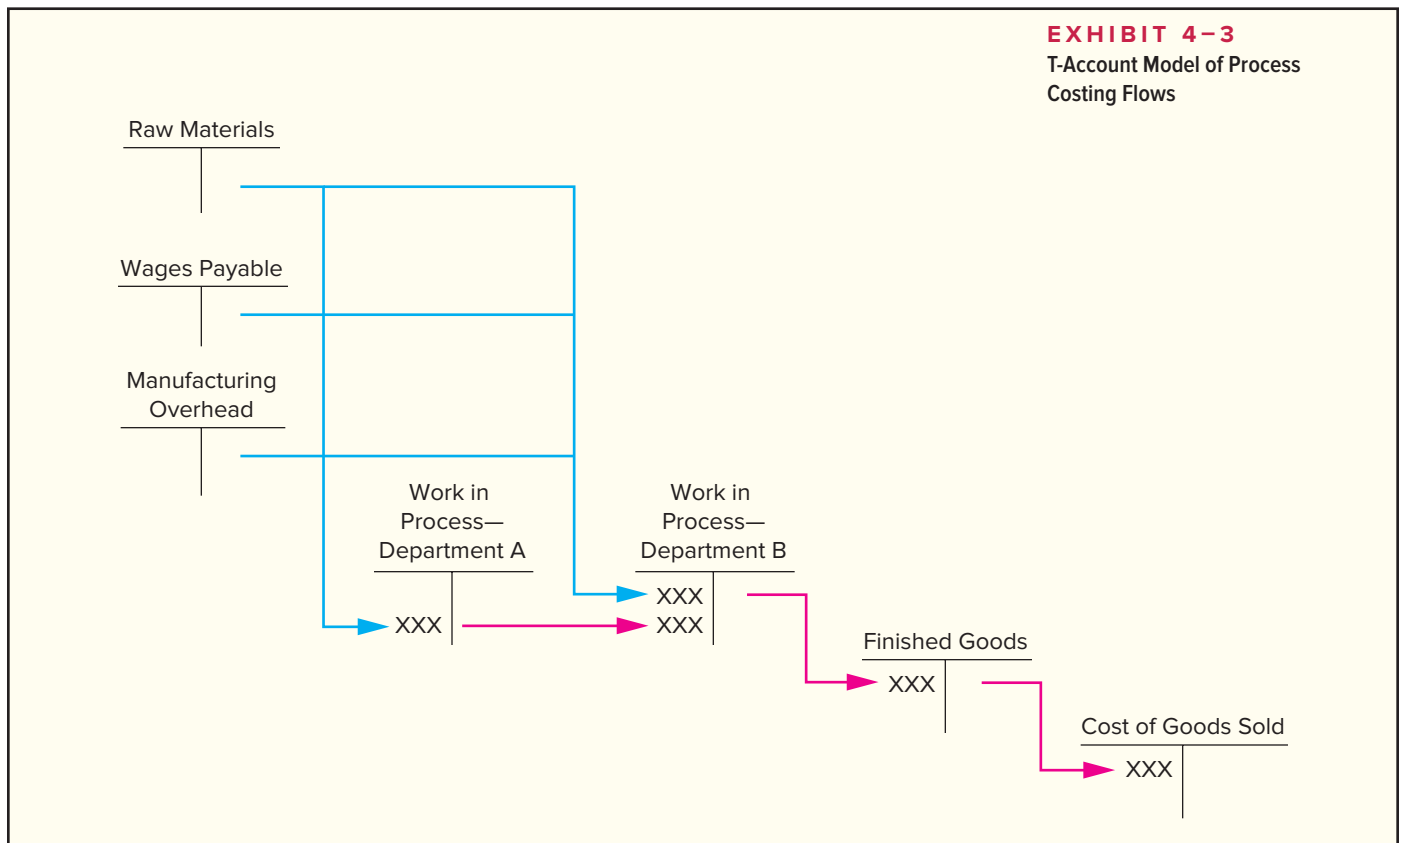 EXHIBIT 4–3
T-Account Model of Process
Costing Flows
Raw Materials
Wages Payable
Manufacturing
Overhead
Work in
Process—
Department A
XXX
Work in
Process—
Department B
XXX
XXX
Finished Goods
XXX
Cost of Goods Sold
XXX